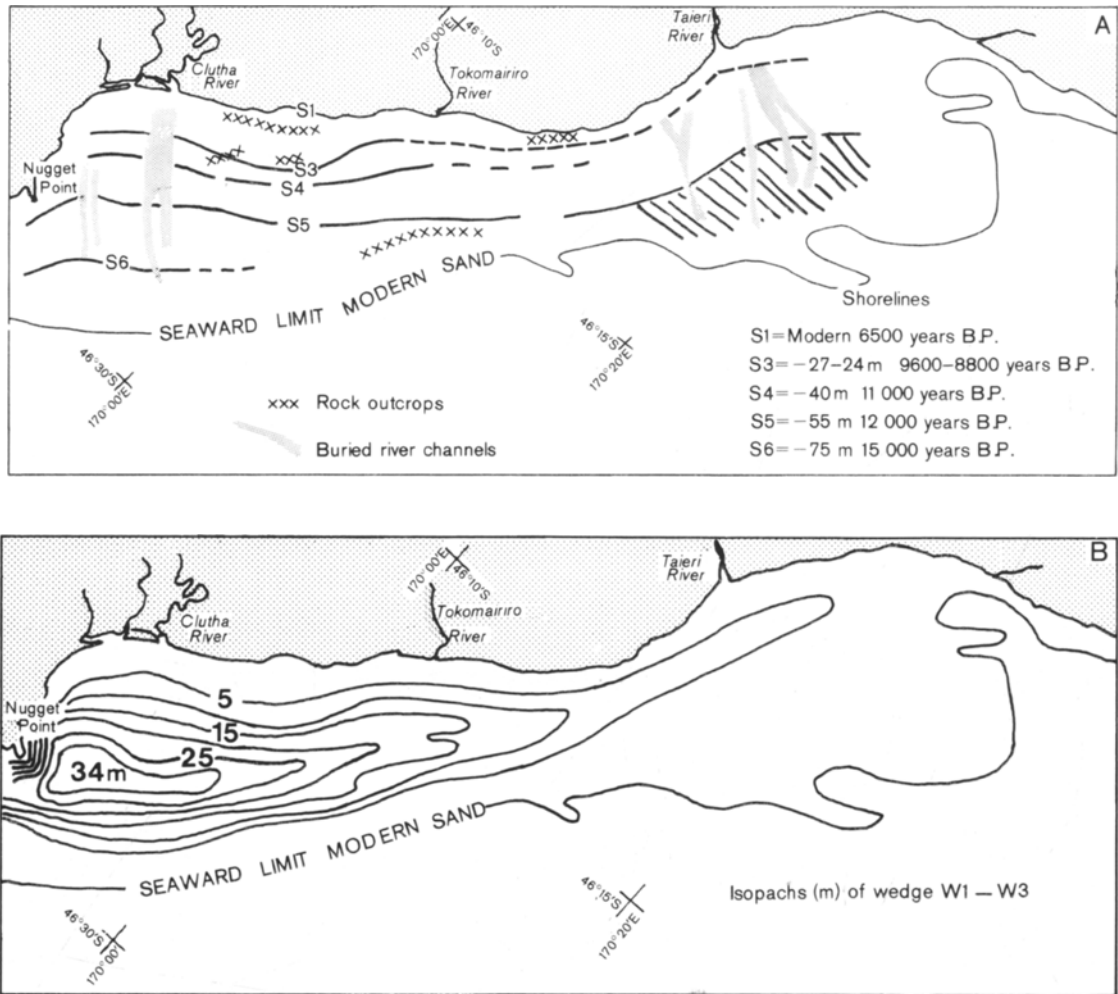 A
Taieri
River
170°00'E
46°10'S
Clutha
River
Tokomairiro
River
S1
S3
Nugget
Point
S4
S5
S6
SEAWARD LIMIT MODERN SAND
46°30'S
170°00'E
46°15'S
170°20'E
xxx Rock outcrops
Buried river channels
Shorelines
S1=Modern 6500 years B.P.
S3=-27-24m 9600-8800 years B.P.
S4=-40m 11 000 years B.P.
S5=-55 m 12 000 years B.P.
S6=-75 m 15 000 years B.P.
B
Taieri
River
170°00'E
46°10'S
Clutha
River
Tokomairiro
River
Nugget
Point
5
15
25
34m
SEAWARD LIMIT MODERN SAND
46°30'S
170°00'
46°15'S
170°20'E
Isopachs (m) of wedge W1 — W3